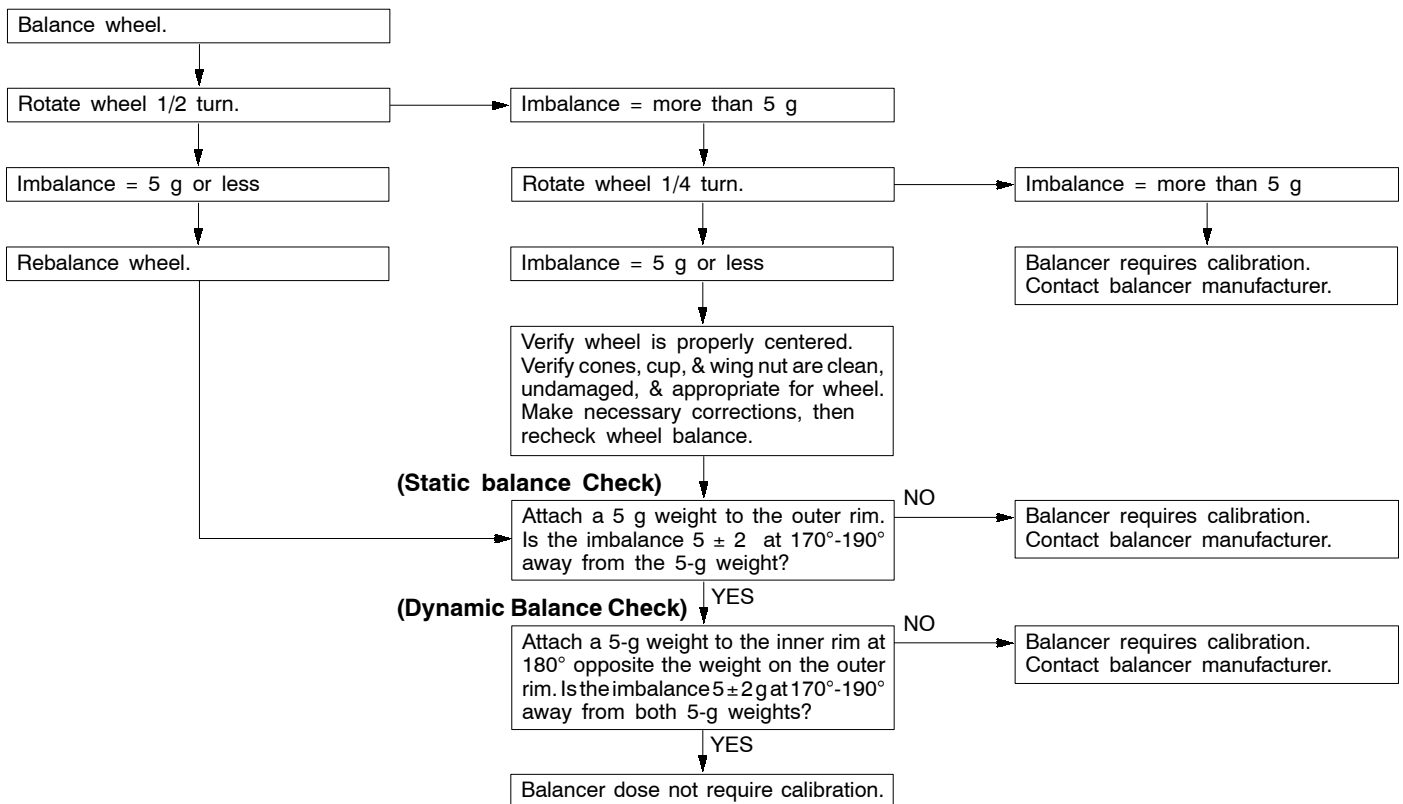 Balance wheel.
Rotate wheel 1/2 turn.
Imbalance = more than 5 g
Imbalance = 5 g or less
Rotate wheel 1/4 turn.
Imbalance = more than 5 g
Rebalance wheel.
Imbalance = 5 g or less
Balancer requires calibration.
Contact balancer manufacturer.
Verify wheel is properly centered.
Verify cones, cup, & wing nut are clean,
undamaged, & appropriate for wheel.
Make necessary corrections, then
recheck wheel balance.
(Static balance Check)
Attach a 5 g weight to the outer rim.
Is the imbalance 5 ± 2 at 170°-190°
away from the 5-g weight?
NO
Balancer requires calibration.
Contact balancer manufacturer.
YES
(Dynamic Balance Check)
Attach a 5-g weight to the inner rim at
180° opposite the weight on the outer
rim. Is the imbalance 5 ± 2 g at 170°-190°
away from both 5-g weights?
NO
Balancer requires calibration.
Contact balancer manufacturer.
YES
Balancer dose not require calibration.